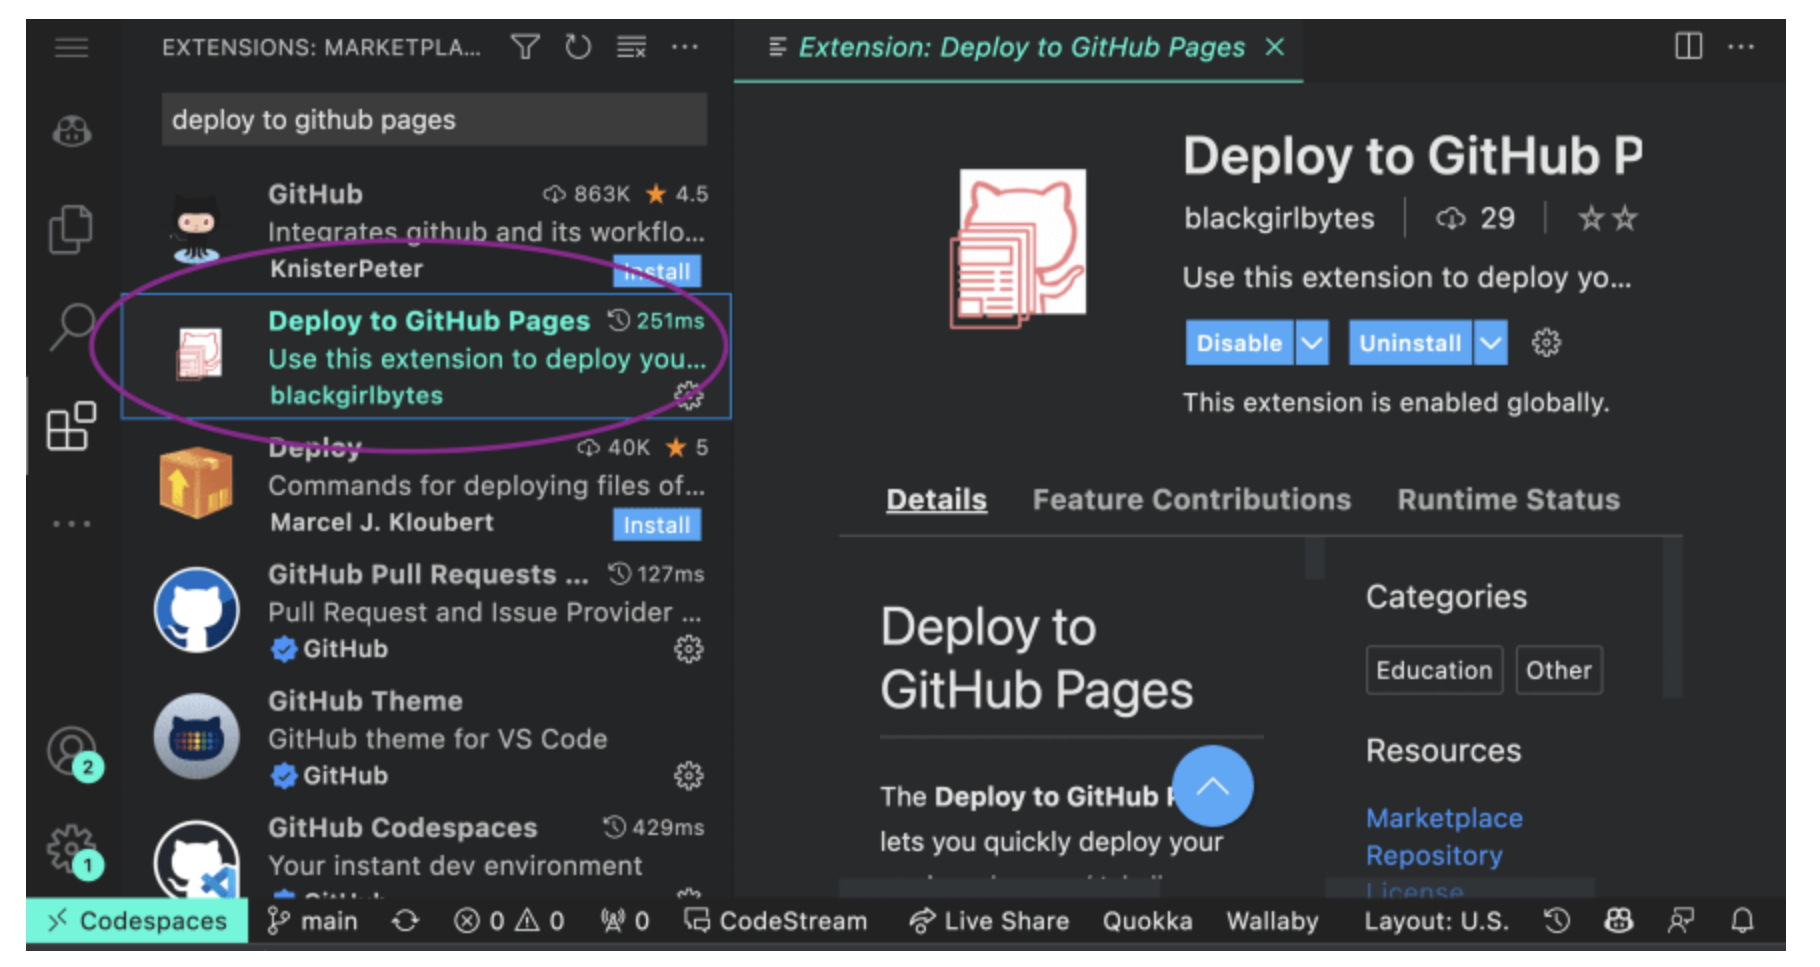 EXTENSIONS: MARKETPLA...
deploy to github pages
GitHub 863K ★ 4.5
Integrates github and its workflo...
KnisterPeter Install
Deploy to GitHub Pages 251ms
Use this extension to deploy you...
blackgirlbytes
Deploy 40K ★ 5
Commands for deploying files of...
Marcel J. Kloubert Install
GitHub Pull Requests ... 127ms
Pull Request and Issue Provider ...
GitHub
GitHub Theme
GitHub theme for VS Code
GitHub
GitHub Codespaces 429ms
Your instant dev environment
2
1
Extension: Deploy to GitHub Pages
Deploy to GitHub P
blackgirlbytes 29
Use this extension to deploy yo...
Disable Uninstall
This extension is enabled globally.
Details Feature Contributions Runtime Status
Deploy to
GitHub Pages
The Deploy to GitHub
lets you quickly deploy your
Categories
Education Other
Resources
Marketplace
Repository
License
Codespaces main 0 0 0 CodeStream Live Share Quokka Wallaby Layout: U.S.